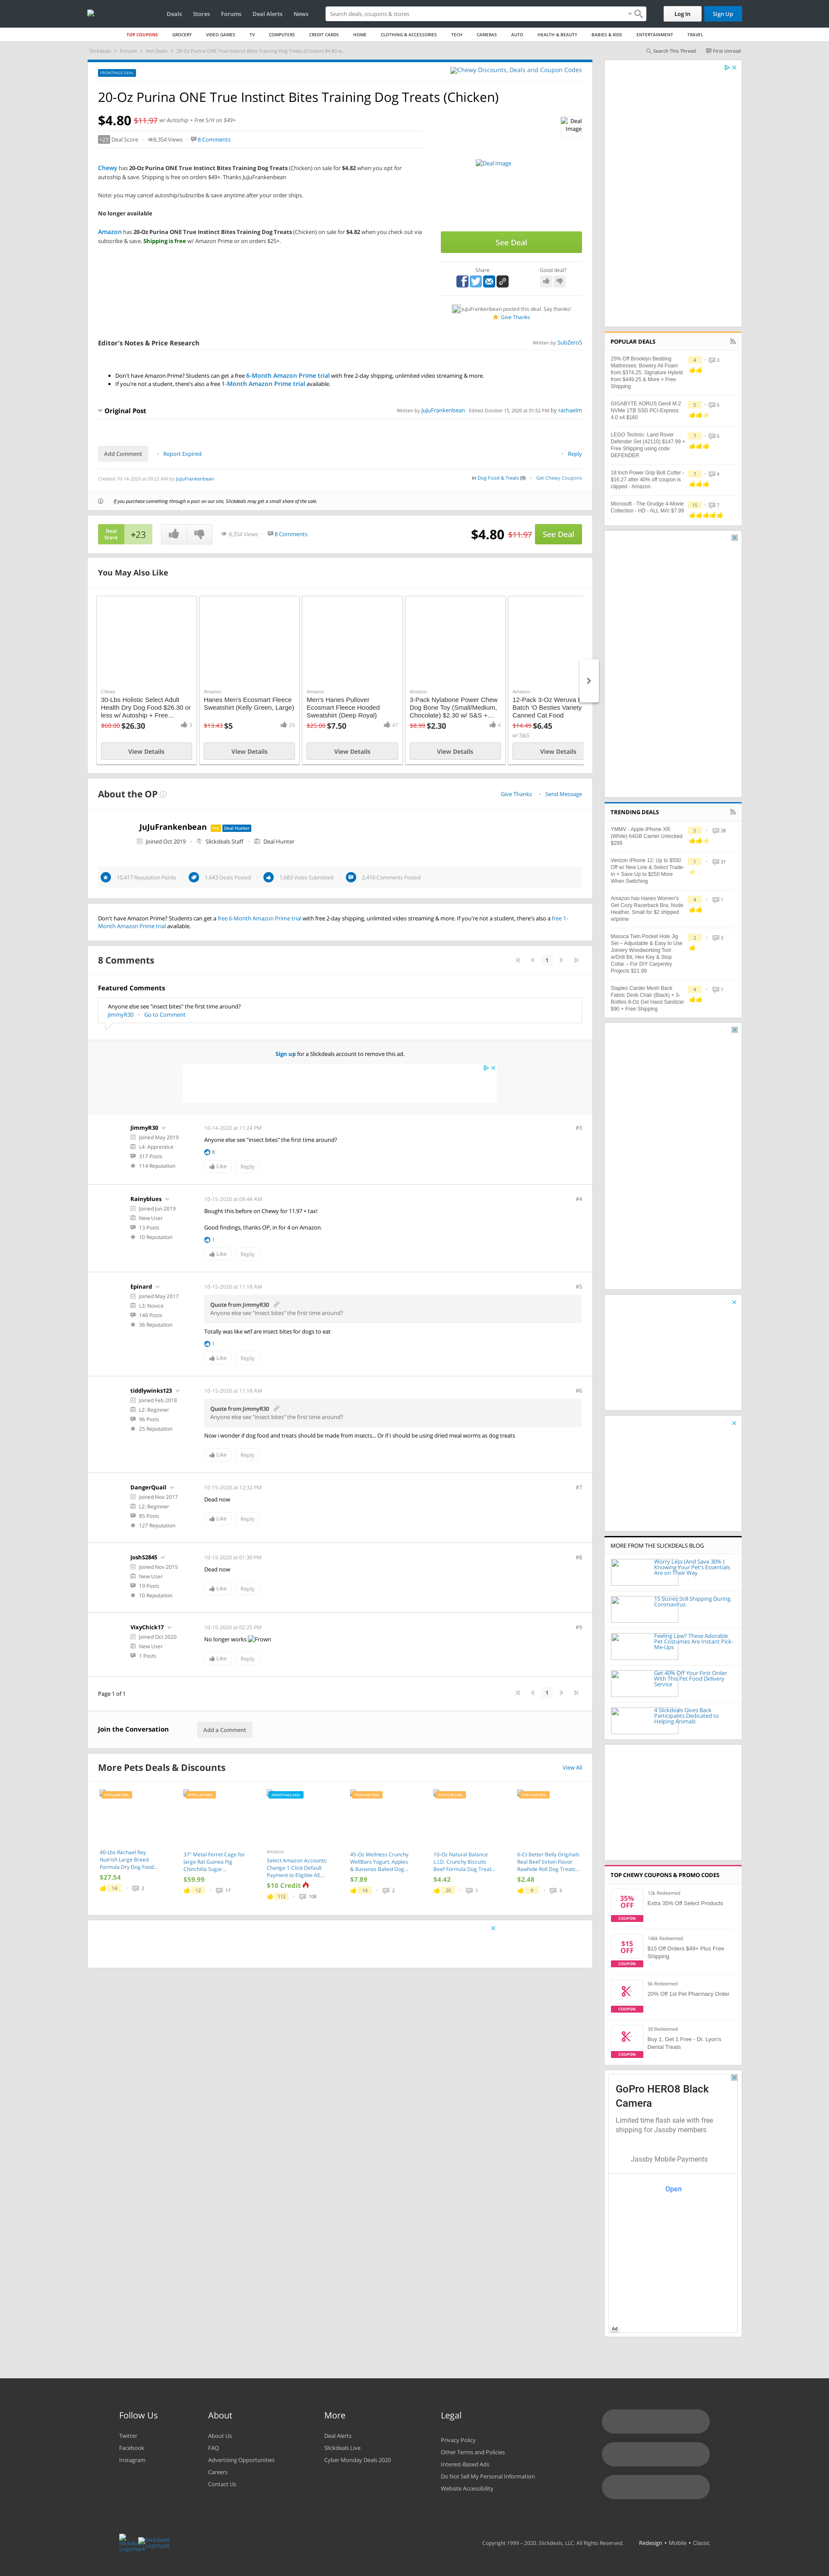 Deals
Stores
Forums
Deal Alerts
News
Search deals, coupons & stores
Log In
Sign Up
TOP COUPONS
GROCERY
VIDEO GAMES
TV
COMPUTERS
CREDIT CARDS
HOME
CLOTHING & ACCESSORIES
TECH
CAMERAS
AUTO
HEALTH & BEAUTY
BABIES & KIDS
ENTERTAINMENT
TRAVEL
Slickdeals > Forums > Hot Deals > 20-Oz Purina ONE True Instinct Bites Training Dog Treats (Chicken) $4.80 w...
Search This Thread
First Unread
FRONTPAGE DEAL
Chewy Discounts, Deals and Coupon Codes
20-Oz Purina ONE True Instinct Bites Training Dog Treats (Chicken)
$4.80 $11.97 w/ Autoship + Free S/H on $49+
+23 Deal Score
8,354 Views
8 Comments
Deal Image
Deal Image
Chewy has 20-Oz Purina ONE True Instinct Bites Training Dog Treats (Chicken) on sale for $4.82 when you opt for
autoship & save. Shipping is free on orders $49+. Thanks JuJuFrankenbean
Note: you may cancel autoship/subscribe & save anytime after your order ships.
No longer available
Amazon has 20-Oz Purina ONE True Instinct Bites Training Dog Treats (Chicken) on sale for $4.82 when you check out via
subscribe & save. Shipping is free w/ Amazon Prime or on orders $25+.
See Deal
Share
Good deal?
JuJuFrankenbean posted this deal. Say thanks!
Give Thanks
Editor's Notes & Price Research
Written by SubZero5
Don't have Amazon Prime? Students can get a free 6-Month Amazon Prime trial with free 2-day shipping, unlimited video streaming & more.
If you're not a student, there's also a free 1-Month Amazon Prime trial available.
Original Post
Written by JuJuFrankenbean Edited October 15, 2020 at 01:52 PM by rachaelm
Add Comment
Report Expired
Reply
Created 10-14-2020 at 09:22 AM by JuJuFrankenbean
in Dog Food & Treats (9)
Get Chewy Coupons
If you purchase something through a post on our site, Slickdeals may get a small share of the sale.
Deal Score +23
8,354 Views
8 Comments
$4.80 $11.97
See Deal
You May Also Like
Chewy
30-Lbs Holistic Select Adult
Health Dry Dog Food $26.30 or
less w/ Autoship + Free...
$60.00 $26.30
3
View Details
Amazon
Hanes Men's Ecosmart Fleece
Sweatshirt (Kelly Green, Large)
$13.43 $5
20
View Details
Amazon
Men's Hanes Pullover
Ecosmart Fleece Hooded
Sweatshirt (Deep Royal)
$25.00 $7.50
47
View Details
Amazon
3-Pack Nylabone Power Chew
Dog Bone Toy (Small/Medium,
Chocolate) $2.30 w/ S&S +...
$8.99 $2.30
4
View Details
Amazon
12-Pack 3-Oz Weruva
Batch 'O Besties Variety
Canned Cat Food
$14.49 $6.45
w/ S&S
View Details
About the OP
Give Thanks
Send Message
JuJuFrankenbean Pro Deal Hunter
Joined Oct 2019
Slickdeals Staff
Deal Hunter
10,417 Reputation Points
1,643 Deals Posted
1,683 Votes Submitted
2,416 Comments Posted
Don't have Amazon Prime? Students can get a free 6-Month Amazon Prime trial with free 2-day shipping, unlimited video streaming & more. If you're not a student, there's also a free 1-
Month Amazon Prime trial available.
8 Comments
1
Featured Comments
Anyone else see "insect bites" the first time around?
JimmyR30
Go to Comment
Sign up for a Slickdeals account to remove this ad.
JimmyR30
Joined May 2019
L4: Apprentice
317 Posts
114 Reputation
10-14-2020 at 11:24 PM
#3
Anyone else see "insect bites" the first time around?
8
Like
Reply
Rainyblues
Joined Jun 2019
New User
13 Posts
10 Reputation
10-15-2020 at 09:44 AM
#4
Bought this before on Chewy for 11.97 + tax!
Good findings, thanks OP, in for 4 on Amazon.
1
Like
Reply
Epinard
Joined May 2017
L3: Novice
140 Posts
36 Reputation
10-15-2020 at 11:18 AM
#5
Quote from JimmyR30
Anyone else see "insect bites" the first time around?
Totally was like wtf are insect bites for dogs to eat
1
Like
Reply
tiddlywinks123
Joined Feb 2018
L2: Beginner
96 Posts
25 Reputation
10-15-2020 at 11:18 AM
#6
Quote from JimmyR30
Anyone else see "insect bites" the first time around?
Now i wonder if dog food and treats should be made from insects... Or if I should be using dried meal worms as dog treats
Like
Reply
DangerQuail
Joined Nov 2017
L2: Beginner
85 Posts
127 Reputation
10-15-2020 at 12:32 PM
#7
Dead now
Like
Reply
JoshS2845
Joined Nov 2015
New User
19 Posts
10 Reputation
10-15-2020 at 01:30 PM
#8
Dead now
Like
Reply
VixyChick17
Joined Oct 2020
New User
1 Posts
10-15-2020 at 02:25 PM
#9
No longer works Frown
Like
Reply
Page 1 of 1
1
Join the Conversation
Add a Comment
More Pets Deals & Discounts
View All
POPULAR DEAL
40-Lbs Rachael Ray
Nutrish Large Breed
Formula Dry Dog Food...
$27.54
14
2
POPULAR DEAL
37" Metal Ferret Cage for
large Rat Guinea Pig
Chinchilla Sugar...
$59.99
12
17
FRONTPAGE DEAL
Amazon
Select Amazon Accounts:
Change 1-Click Default
Payment to Eligible AE...
$10 Credit
112
108
POPULAR DEAL
45-Oz Wellness Crunchy
WellBars Yogurt, Apples
& Bananas Baked Dog...
$7.89
14
2
POPULAR DEAL
10-Oz Natural Balance
L.I.D. Crunchy Biscuits
Beef Formula Dog Treat...
$4.42
20
1
POPULAR DEAL
6-Ct Better Belly Originals
Real Beef Sirloin Flavor
Rawhide Roll Dog Treats...
$2.48
9
3
POPULAR DEALS
25% Off Brooklyn Bedding
Mattresses: Bowery All Foam
from $374.25, Signature Hybrid
from $449.25 & More + Free
Shipping
4
3
GIGABYTE AORUS Gen4 M.2
NVMe 1TB SSD PCI-Express
4.0 x4 $160
5
6
LEGO Technic: Land Rover
Defender Set (42110) $147.99 +
Free Shipping using code:
DEFENDER
7
6
18 Inch Power Grip Bolt Cutter -
$16.27 after 40% off coupon is
clipped - Amazon
7
4
Microsoft - The Grudge 4-Movie
Collection - HD - ALL MA! $7.99
15
7
TRENDING DEALS
YMMV - Apple iPhone XR
(White) 64GB Carrier Unlocked
$299
5
39
Verizon iPhone 12: Up to $550
Off w/ New Line & Select Trade-
In + Save Up to $250 More
When Switching
1
31
Amazon has Hanes Women's
Get Cozy Racerback Bra, Nude
Heather, Small for $2 shipped
w/prime
4
1
Massca Twin Pocket Hole Jig
Set – Adjustable & Easy to Use
Joinery Woodworking Tool
w/Drill Bit, Hex Key & Stop
Collar – For DIY Carpentry
Projects $21.99
2
3
Staples Carder Mesh Back
Fabric Desk Chair (Black) + 3-
Bottles 8-Oz Gel Hand Sanitizer
$90 + Free Shipping
4
1
MORE FROM THE SLICKDEALS BLOG
Worry Less (And Save 30%)
Knowing Your Pet's Essentials
Are on Their Way
15 Stores Still Shipping During
Coronavirus
Feeling Low? These Adorable
Pet Costumes Are Instant Pick-
Me-Ups
Get 40% Off Your First Order
With This Pet Food Delivery
Service
4 Slickdeals Gives Back
Participants Dedicated to
Helping Animals
TOP CHEWY COUPONS & PROMO CODES
35%
OFF
COUPON
12k Redeemed
Extra 35% Off Select Products
$15
OFF
COUPON
146k Redeemed
$15 Off Orders $49+ Plus Free
Shipping
COUPON
6k Redeemed
20% Off 1st Pet Pharmacy Order
COUPON
39 Redeemed
Buy 1, Get 1 Free - Dr. Lyon's
Dental Treats
GoPro HERO8 Black
Camera
Limited time flash sale with free
shipping for Jassby members
Jassby Mobile Payments
Open
Ad
Follow Us
Twitter
Facebook
Instagram
About
About Us
FAQ
Advertising Opportunities
Careers
Contact Us
More
Deal Alerts
Slickdeals Live
Cyber Monday Deals 2020
Legal
Privacy Policy
Other Terms and Policies
Interest-Based Ads
Do Not Sell My Personal Information
Website Accessibility
Copyright 1999 – 2020. Slickdeals, LLC. All Rights Reserved.
Redesign • Mobile • Classic